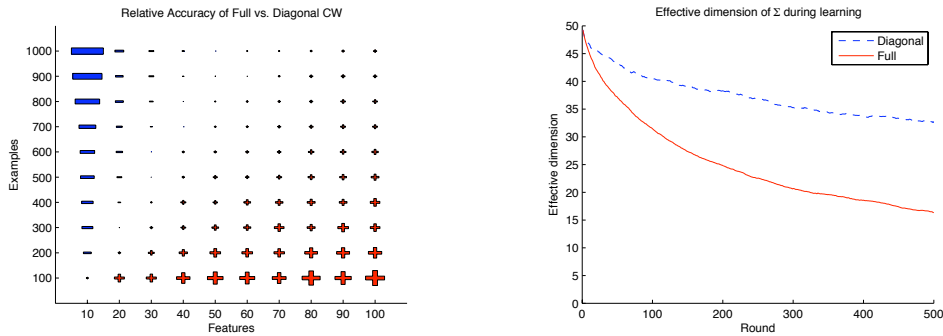 Relative Accuracy of Full vs. Diagonal CW
1000
900
800
700
600
500
400
300
200
100
Examples
10 20 30 40 50 60 70 80 90 100
Features
Effective dimension of Σ during learning
50
45
40
35
30
25
20
15
10
5
0
Effective dimension
Diagonal
Full
0 100 200 300 400 500
Round